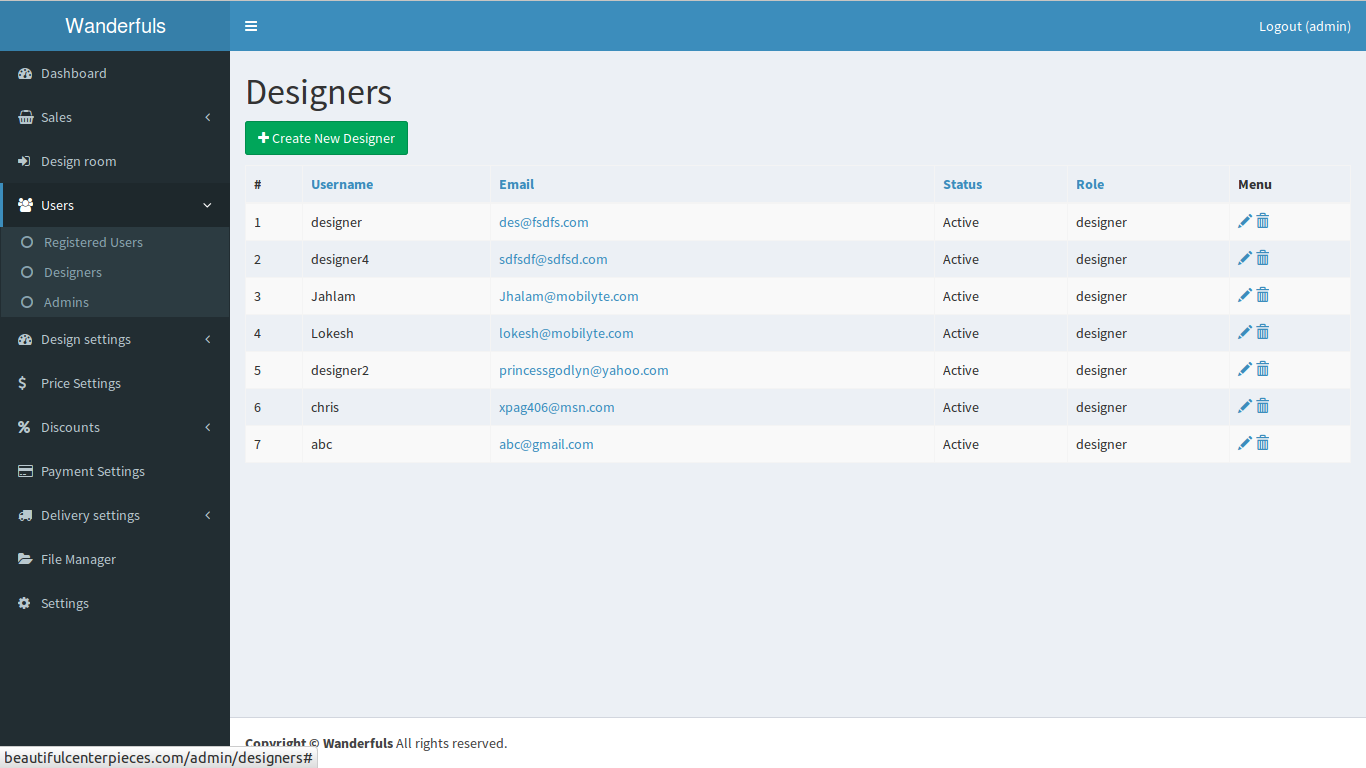 Wanderfuls
Logout (admin)
Dashboard
Sales
Design room
Users
Registered Users
Designers
Admins
Design settings
Price Settings
Discounts
Payment Settings
Delivery settings
File Manager
Settings
Designers
Create New Designer
# Username Email Status Role Menu
1 designer des@fsdfs.com Active designer
2 designer4 sdfsdf@sdfsd.com Active designer
3 Jahlam Jhalam@mobilyte.com Active designer
4 Lokesh lokesh@mobilyte.com Active designer
5 designer2 princessgodlyn@yahoo.com Active designer
6 chris xpag406@msn.com Active designer
7 abc abc@gmail.com Active designer
Copyright © Wanderfuls All rights reserved.
beautifulcenterpieces.com/admin/designers#